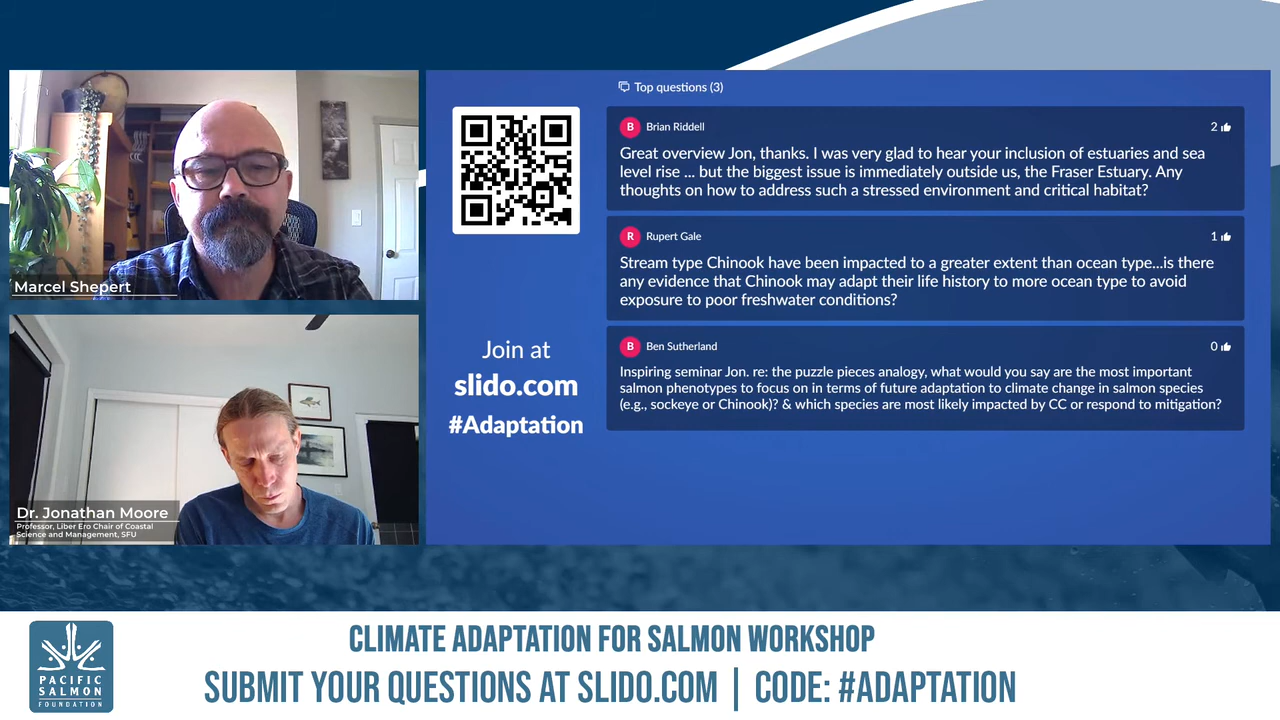 Marcel Shepert
Dr. Jonathan Moore
Professor, Liber Ero Chair of Coastal
Science and Management, SFU
Join at
slido.com
#Adaptation
Top questions (3)
B Brian Riddell 2
Great overview Jon, thanks. I was very glad to hear your inclusion of estuaries and sea
level rise ... but the biggest issue is immediately outside us, the Fraser Estuary. Any
thoughts on how to address such a stressed environment and critical habitat?
R Rupert Gale 1
Stream type Chinook have been impacted to a greater extent than ocean type...is there
any evidence that Chinook may adapt their life history to more ocean type to avoid
exposure to poor freshwater conditions?
B Ben Sutherland 0
Inspiring seminar Jon. re: the puzzle pieces analogy, what would you say are the most important
salmon phenotypes to focus on in terms of future adaptation to climate change in salmon species
(e.g., sockeye or Chinook)? & which species are most likely impacted by CC or respond to mitigation?
PACIFIC
SALMON
FOUNDATION
CLIMATE ADAPTATION FOR SALMON WORKSHOP
SUBMIT YOUR QUESTIONS AT SLIDO.COM | CODE: #ADAPTATION